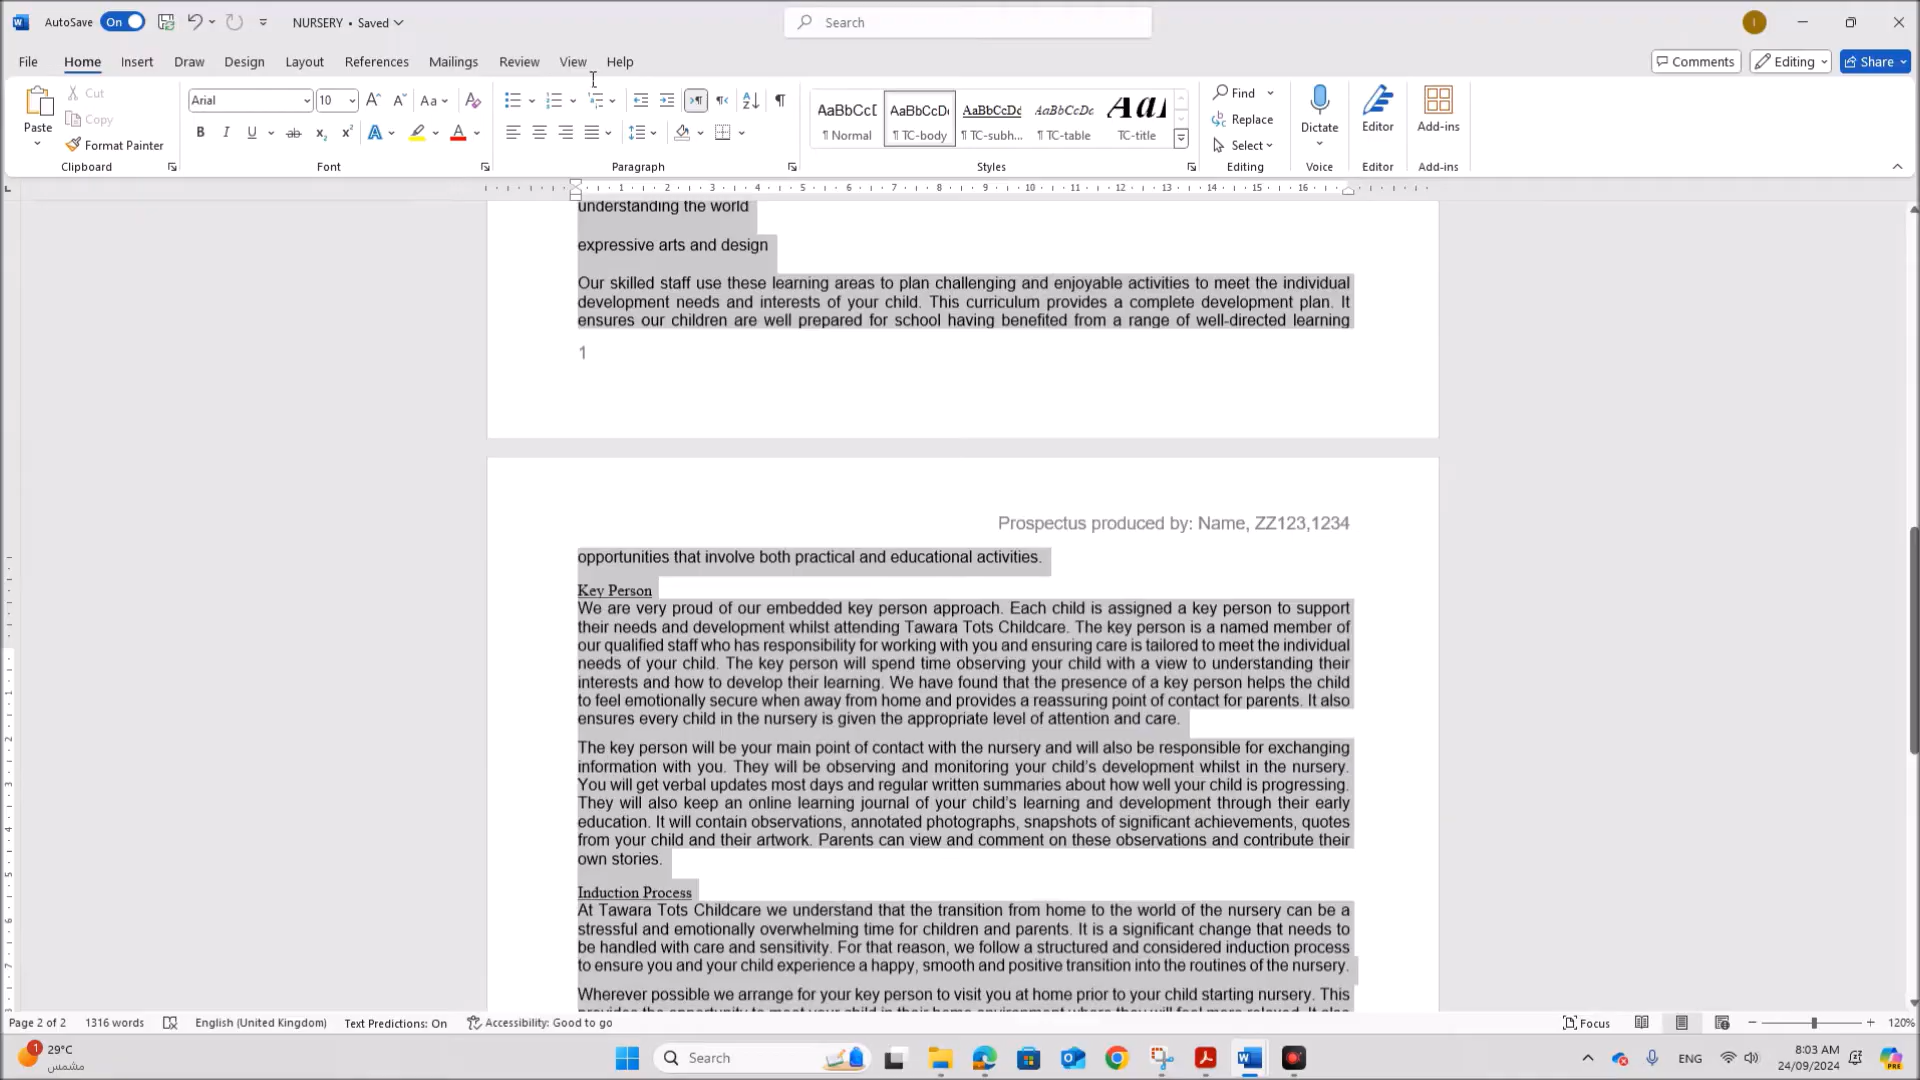 AutoSave On
NURSERY • Saved
Search
File Home Insert Draw Design Layout References Mailings Review View Help
Comments Editing Share
Paste
Cut
Copy
Format Painter
Clipboard
Arial 10
Font
Paragraph
AaBbCcD AaBbCcDc AaBbCcDd AaBbCcDc Aal
¶ Normal ¶ TC-body ¶ TC-subh... ¶ TC-table TC-title
Styles
Find
Replace
Select
Editing
Dictate
Voice
Editor
Editor
Add-ins
Add-ins
1 2 3 4 5 6 7 8 9 10 11 12 13 14 15 16
understanding the world
expressive arts and design
Our skilled staff use these learning areas to plan challenging and enjoyable activities to meet the individual
development needs and interests of your child. This curriculum provides a complete development plan. It
ensures our children are well prepared for school having benefited from a range of well-directed learning
1
Prospectus produced by: Name, ZZ123,1234
opportunities that involve both practical and educational activities.
Key Person
We are very proud of our embedded key person approach. Each child is assigned a key person to support
their needs and development whilst attending Tawara Tots Childcare. The key person is a named member of
our qualified staff who has responsibility for working with you and ensuring care is tailored to meet the individual
needs of your child. The key person will spend time observing your child with a view to understanding their
interests and how to develop their learning. We have found that the presence of a key person helps the child
to feel emotionally secure when away from home and provides a reassuring point of contact for parents. It also
ensures every child in the nursery is given the appropriate level of attention and care.
The key person will be your main point of contact with the nursery and will also be responsible for exchanging
information with you. They will be observing and monitoring your child’s development whilst in the nursery.
You will get verbal updates most days and regular written summaries about how well your child is progressing.
They will also keep an online learning journal of your child’s learning and development through their early
education. It will contain observations, annotated photographs, snapshots of significant achievements, quotes
from your child and their artwork. Parents can view and comment on these observations and contribute their
own stories.
Induction Process
At Tawara Tots Childcare we understand that the transition from home to the world of the nursery can be a
stressful and emotionally overwhelming time for children and parents. It is a significant change that needs to
be handled with care and sensitivity. For that reason, we follow a structured and considered induction process
to ensure you and your child experience a happy, smooth and positive transition into the routines of the nursery.
Wherever possible we arrange for your key person to visit you at home prior to your child starting nursery. This
Page 2 of 2 1316 words English (United Kingdom) Text Predictions: On Accessibility: Good to go
Focus 120%
1 29°C
مشمس
Search
ENG
8:03 AM
24/09/2024